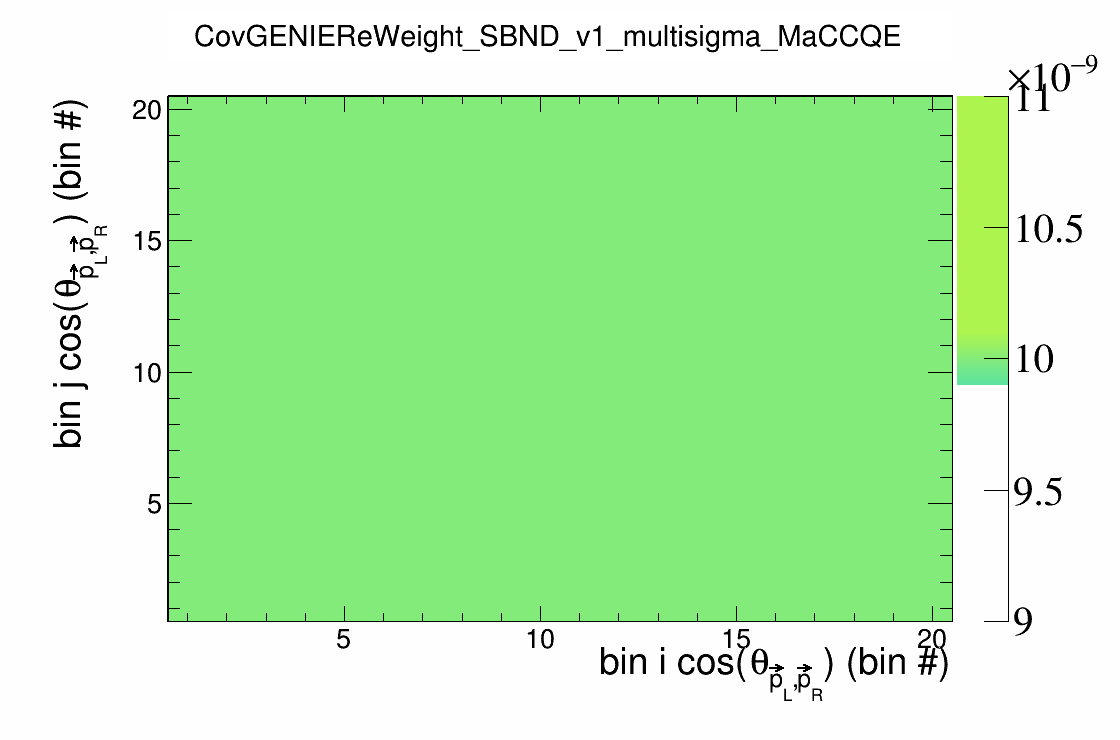 CovGENIEReWeight_SBND_v1_multisigma_MaCCQE
×10⁻⁹
bin j cos(θ_{p⃗_L,p⃗_R}) (bin #)
20
15
10
5
11
10.5
10
9.5
9
5 10 15 20
bin i cos(θ_{p⃗_L,p⃗_R}) (bin #)